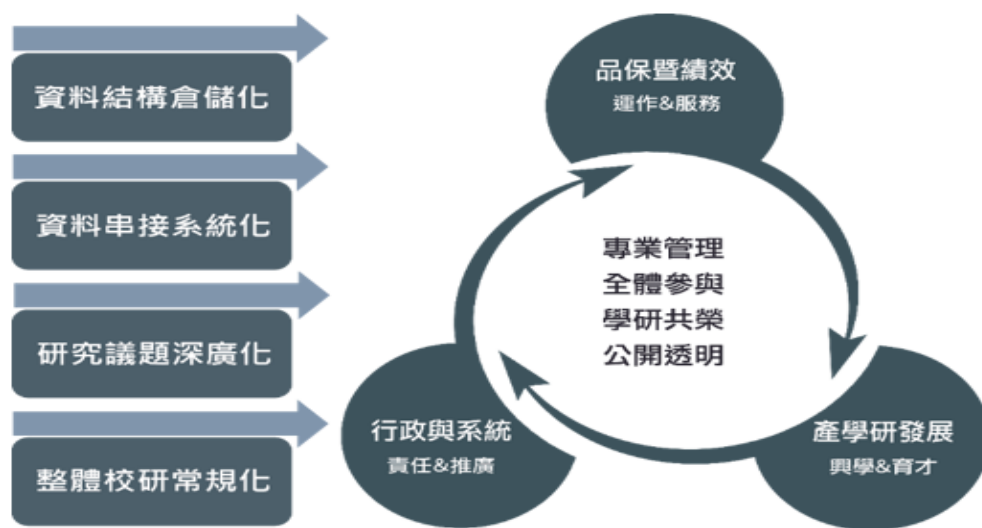 資料結構倉儲化
資料串接系統化
研究議題深廣化
整體校研常規化
品保暨績效
運作&服務
專業管理
全體參與
學研共榮
公開透明
行政與系統
責任&推廣
產學研發展
興學&育才